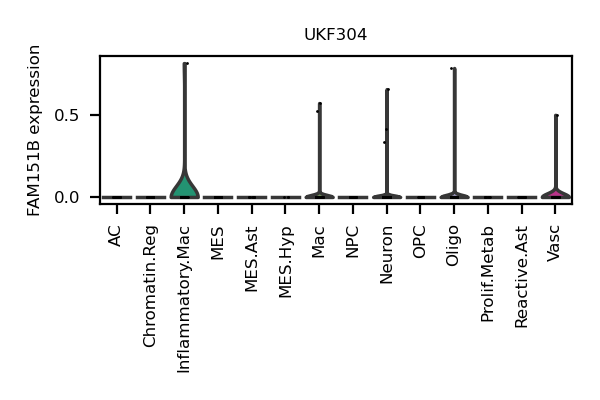 UKF304
FAM151B expression
0.5
0.0
AC
Chromatin.Reg
Inflammatory.Mac
MES
MES.Ast
MES.Hyp
Mac
NPC
Neuron
OPC
Oligo
Prolif.Metab
Reactive.Ast
Vasc